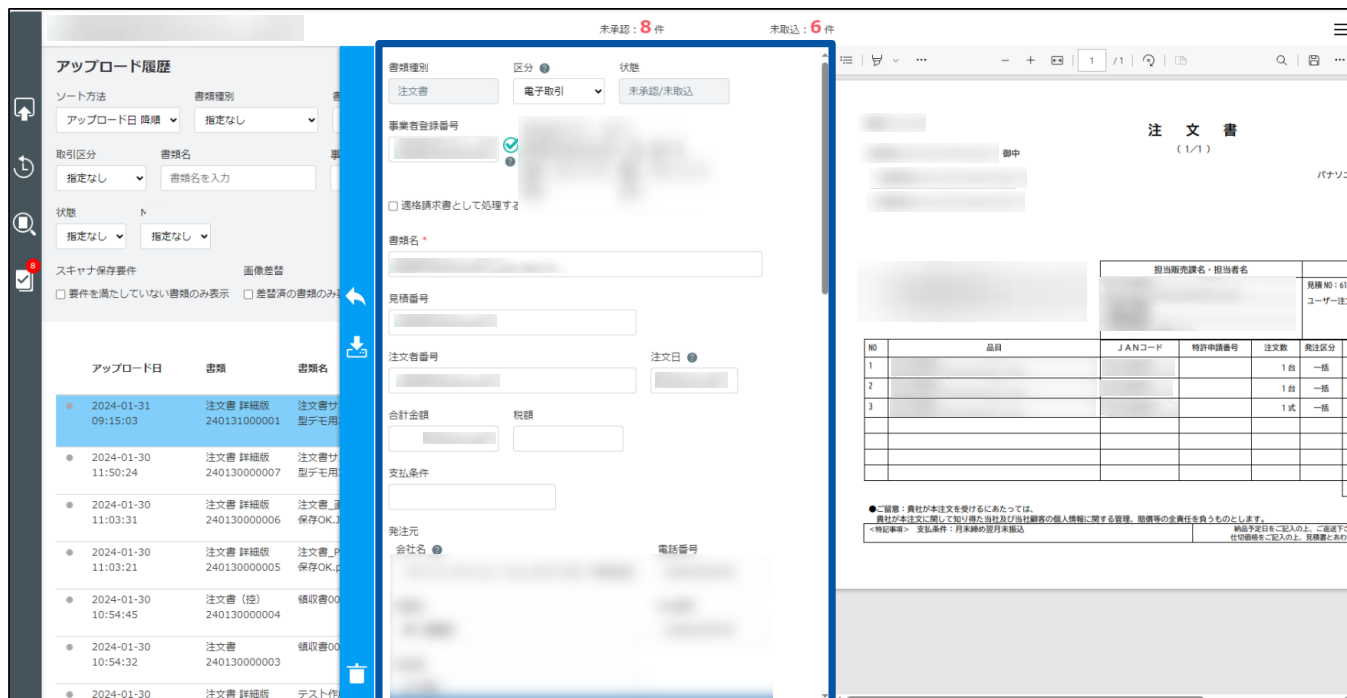 未承認：8 件
未取込：6 件
アップロード履歴
ソート方法
書類種別
アップロード日 降順
指定なし
取引区分
書類名
指定なし
書類名を入力
状態
指定なし
指定なし
スキャナ保存要件
画像差替
要件を満たしていない書類のみ表示
差替済の書類のみ
8
アップロード日
書類
書類名
2024-01-31
09:15:03
注文書 詳細版
240131000001
注文書サ
型デモ用
2024-01-30
11:50:24
注文書 詳細版
240130000007
注文書サ
型デモ用
2024-01-30
11:03:31
注文書 詳細版
240130000006
注文書_
保存OK.
2024-01-30
11:03:21
注文書 詳細版
240130000005
注文書_P
保存OK.p
2024-01-30
10:54:45
注文書（控）
240130000004
領収書00
2024-01-30
10:54:32
注文書
240130000003
領収書00
2024-01-30
注文書 詳細版
テスト作
書類種別
区分
状態
注文書
電子取引
未承認/未取込
事業者登録番号
適格請求書として処理する
書類名 *
見積番号
注文者番号
注文日
合計金額
税額
支払条件
発注元
会社名
電話番号
1 /1
注 文 書
（1/1）
御中
パナソニ
担当販売課名・担当者名
見積NO：61
ユーザー注
NO 品目 JANコード 特許申請番号 注文数 発注区分
1 1台 一括
2 1台 一括
3 1式 一括
●ご留意：貴社が本注文を受けるにあたっては、
貴社が本注文に関して知り得た当社及び当社顧客の個人情報に関する管理、賠償等の全責任を負うものとします。
<特記事項> 支払条件：月末締め翌月末振込
納品予定日をご記入の上、ご返送下さ
仕切価格をご記入の上、見積書とあわ